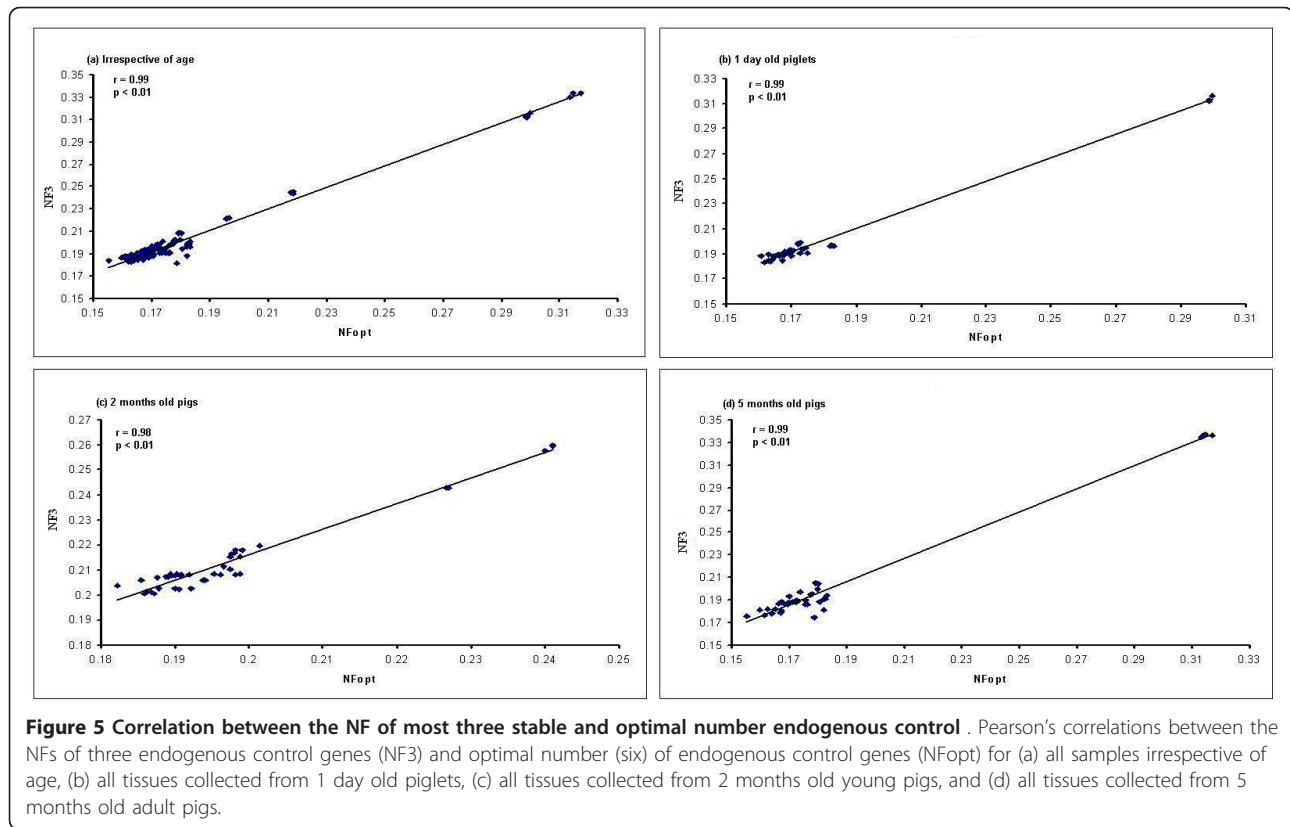 (a) Irrespective of age
r = 0.99
p < 0.01
0.35
0.33
0.31
0.29
0.27
0.25
0.23
0.21
0.19
0.17
0.15
NF3
0.15 0.17 0.19 0.21 0.23 0.25 0.27 0.29 0.31 0.33
NFopt
(b) 1 day old piglets
r = 0.99
p < 0.01
0.33
0.31
0.29
0.27
0.25
0.23
0.21
0.19
0.17
0.15
NF3
0.15 0.17 0.19 0.21 0.23 0.25 0.27 0.29 0.31
NFopt
(c) 2 months old pigs
r = 0.98
p < 0.01
0.27
0.26
0.25
0.24
0.23
0.22
0.21
0.2
0.19
0.18
NF3
0.18 0.19 0.2 0.21 0.22 0.23 0.24 0.25
NFopt
(d) 5 months old pigs
r = 0.99
p < 0.01
0.35
0.33
0.31
0.29
0.27
0.25
0.23
0.21
0.19
0.17
0.15
NF3
0.15 0.17 0.19 0.21 0.23 0.25 0.27 0.29 0.31 0.33
NFopt
Figure 5 Correlation between the NF of most three stable and optimal number endogenous control . Pearson's correlations between the
NFs of three endogenous control genes (NF3) and optimal number (six) of endogenous control genes (NFopt) for (a) all samples irrespective of
age, (b) all tissues collected from 1 day old piglets, (c) all tissues collected from 2 months old young pigs, and (d) all tissues collected from 5
months old adult pigs.